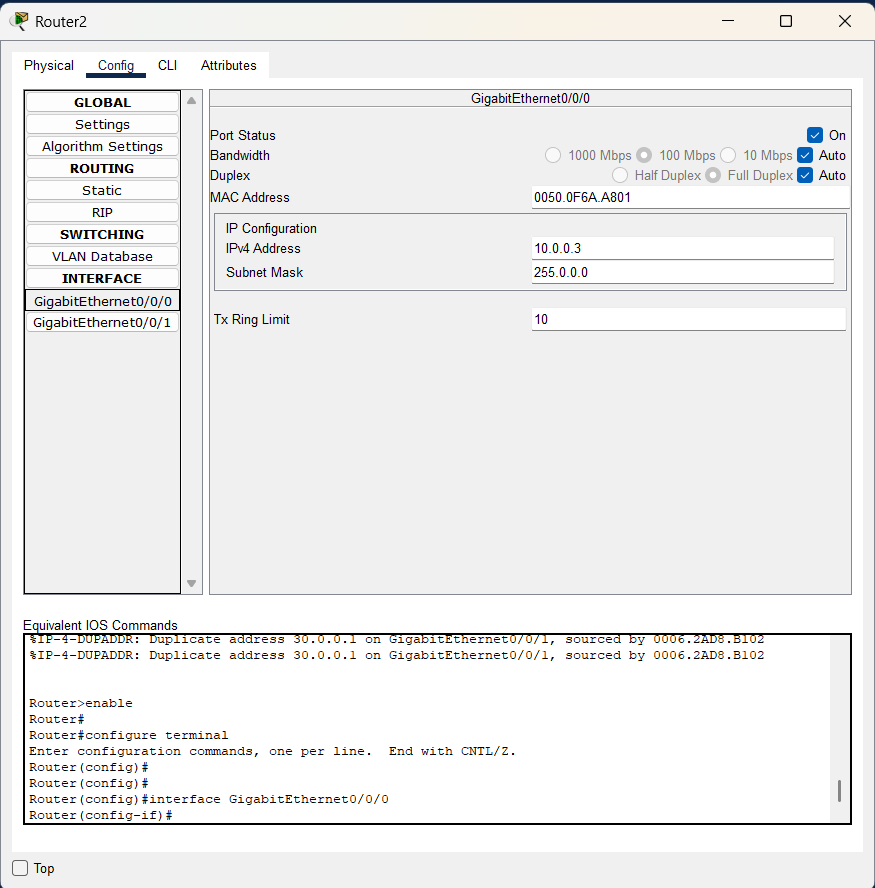 Router2
Physical Config CLI Attributes
GLOBAL
Settings
Algorithm Settings
ROUTING
Static
RIP
SWITCHING
VLAN Database
INTERFACE
GigabitEthernet0/0/0
GigabitEthernet0/0/1
GigabitEthernet0/0/0
Port Status On
Bandwidth 1000 Mbps 100 Mbps 10 Mbps Auto
Duplex Half Duplex Full Duplex Auto
MAC Address 0050.0F6A.A801
IP Configuration
IPv4 Address 10.0.0.3
Subnet Mask 255.0.0.0
Tx Ring Limit 10
Equivalent IOS Commands
%IP-4-DUPADDR: Duplicate address 30.0.0.1 on GigabitEthernet0/0/1, sourced by 0006.2AD8.B102
%IP-4-DUPADDR: Duplicate address 30.0.0.1 on GigabitEthernet0/0/1, sourced by 0006.2AD8.B102
Router>enable
Router#
Router#configure terminal
Enter configuration commands, one per line.  End with CNTL/Z.
Router(config)#
Router(config)#
Router(config)#interface GigabitEthernet0/0/0
Router(config-if)#
Top